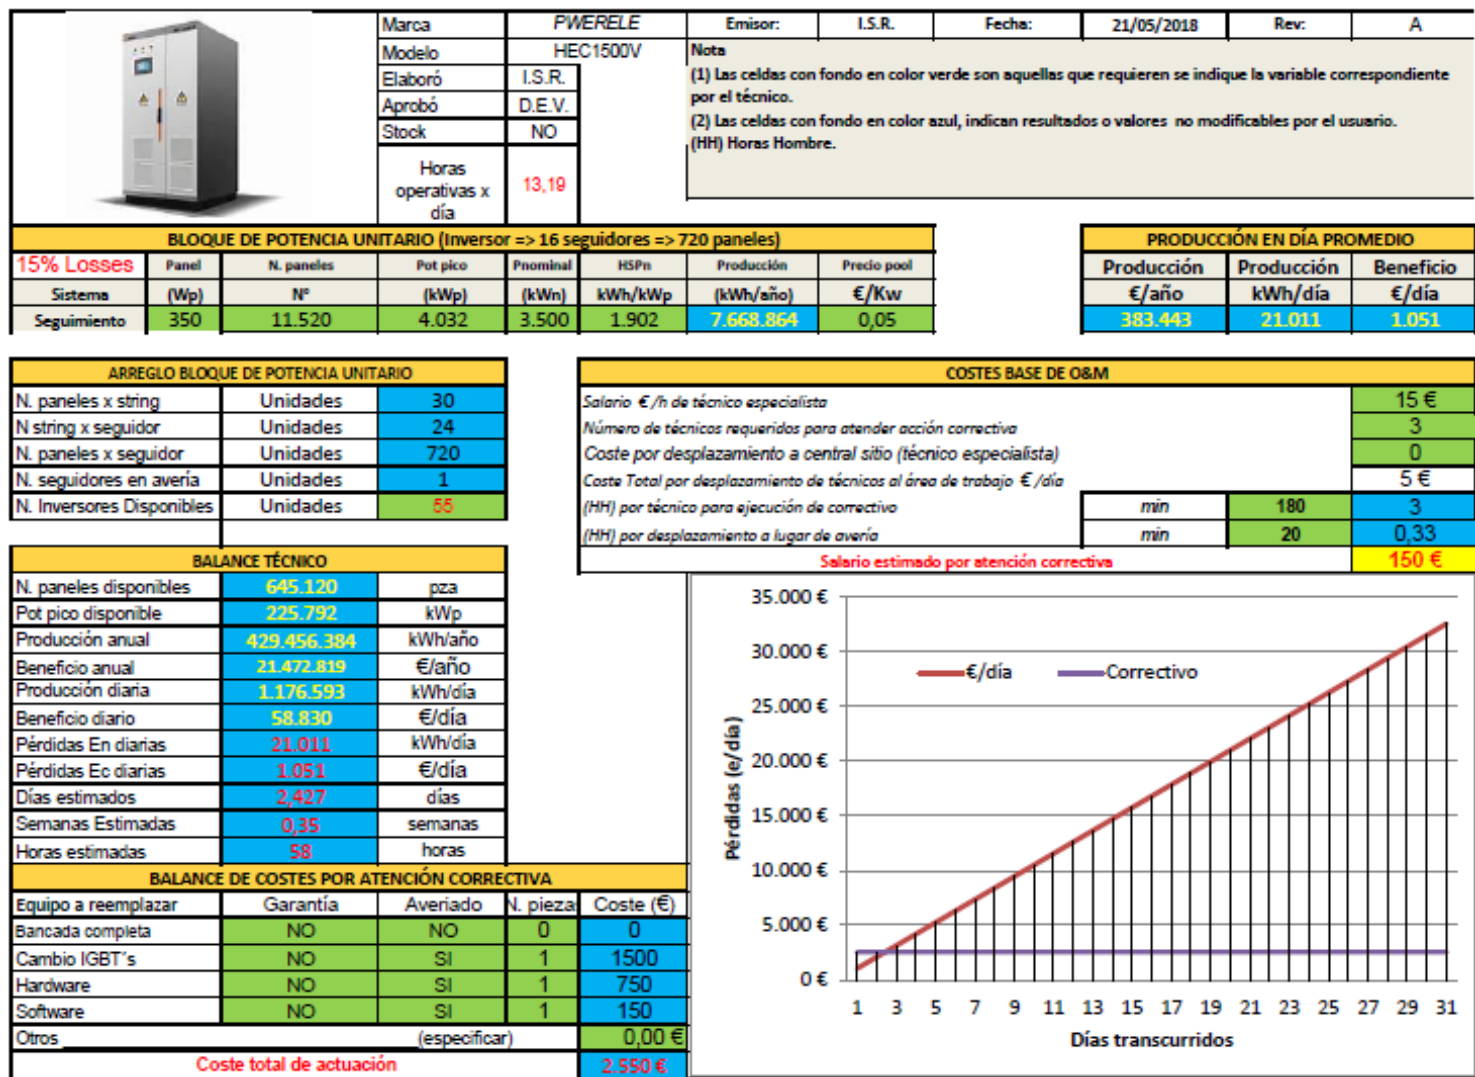 Marca PWERELE Emisor: I.S.R. Fecha: 21/05/2018 Rev: A
Modelo HEC1500V
Elaboró I.S.R.
Aprobó D.E.V.
Stock NO
Horas operativas x día 13,19
Nota
(1) Las celdas con fondo en color verde son aquellas que requieren se indique la variable correspondiente
por el técnico.
(2) Las celdas con fondo en color azul, indican resultados o valores no modificables por el usuario.
(HH) Horas Hombre.
BLOQUE DE POTENCIA UNITARIO (Inversor => 16 seguidores => 720 paneles)
15% Losses Panel N. paneles Pot pico Pnominal HSPn Producción Precio pool
Sistema (Wp) Nº (kWp) (kWn) kWh/kWp (kWh/año) €/Kw
Seguimiento 350 11.520 4.032 3.500 1.902 7.668.864 0,05
PRODUCCIÓN EN DÍA PROMEDIO
Producción Producción Beneficio
€/año kWh/día €/día
383.443 21.011 1.051
ARREGLO BLOQUE DE POTENCIA UNITARIO
N. paneles x string Unidades 30
N string x seguidor Unidades 24
N. paneles x seguidor Unidades 720
N. seguidores en avería Unidades 1
N. Inversores Disponibles Unidades 55
COSTES BASE DE O&M
Salario €/h de técnico especialista 15 €
Número de técnicos requeridos para atender acción correctiva 3
Coste por desplazamiento a central sitio (técnico especialista) 0
Coste Total por desplazamiento de técnicos al área de trabajo €/día 5 €
(HH) por técnico para ejecución de correctivo min 180 3
(HH) por desplazamiento a lugar de avería min 20 0,33
Salario estimado por atención correctiva 150 €
BALANCE TÉCNICO
N. paneles disponibles 645.120 pza
Pot pico disponible 225.792 kWp
Producción anual 429.456.384 kWh/año
Beneficio anual 21.472.819 €/año
Producción diaria 1.176.593 kWh/día
Beneficio diario 58.830 €/día
Pérdidas En diarias 21.011 kWh/día
Pérdidas Ec diarias 1.051 €/día
Días estimados 2,427 días
Semanas Estimadas 0,35 semanas
Horas estimadas 58 horas
BALANCE DE COSTES POR ATENCIÓN CORRECTIVA
Equipo a reemplazar Garantía Averiado N. pieza Coste (€)
Bancada completa NO NO 0 0
Cambio IGBT´s NO SI 1 1500
Hardware NO SI 1 750
Software NO SI 1 150
Otros (especificar) 0,00 €
Coste total de actuación 2.550 €
Pérdidas (e/día)
35.000 €
30.000 €
25.000 €
20.000 €
15.000 €
10.000 €
5.000 €
0 €
€/día Correctivo
1 3 5 7 9 11 13 15 17 19 21 23 25 27 29 31
Días transcurridos